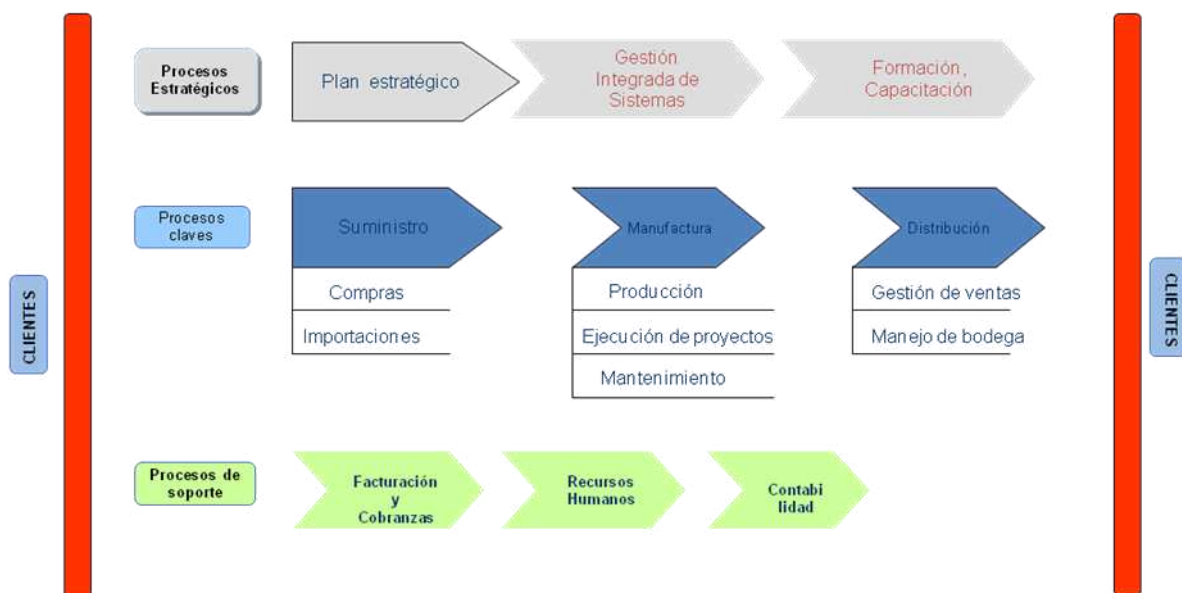 Procesos
Estratégicos
Plan estratégico
Gestión
Integrada de
Sistemas
Formación,
Capacitación
Procesos
claves
Suministro
Manufactura
Distribución
Compras
Importaciones
Producción
Ejecución de proyectos
Mantenimiento
Gestión de ventas
Manejo de bodega
CLIENTES
CLIENTES
Procesos de
soporte
Facturación
y
Cobranzas
Recursos
Humanos
Contabi
lidad